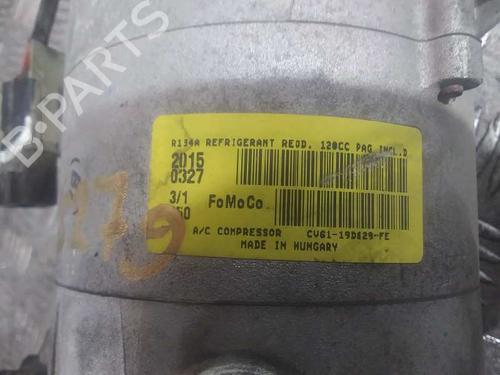 B-PARTS
R134A REFRIGERANT REQD. 120CC PAG INCL.D
2015
0327
3/1
FoMoCo
A/C COMPRESSOR CV61-19D629-FE
MADE IN HUNGARY